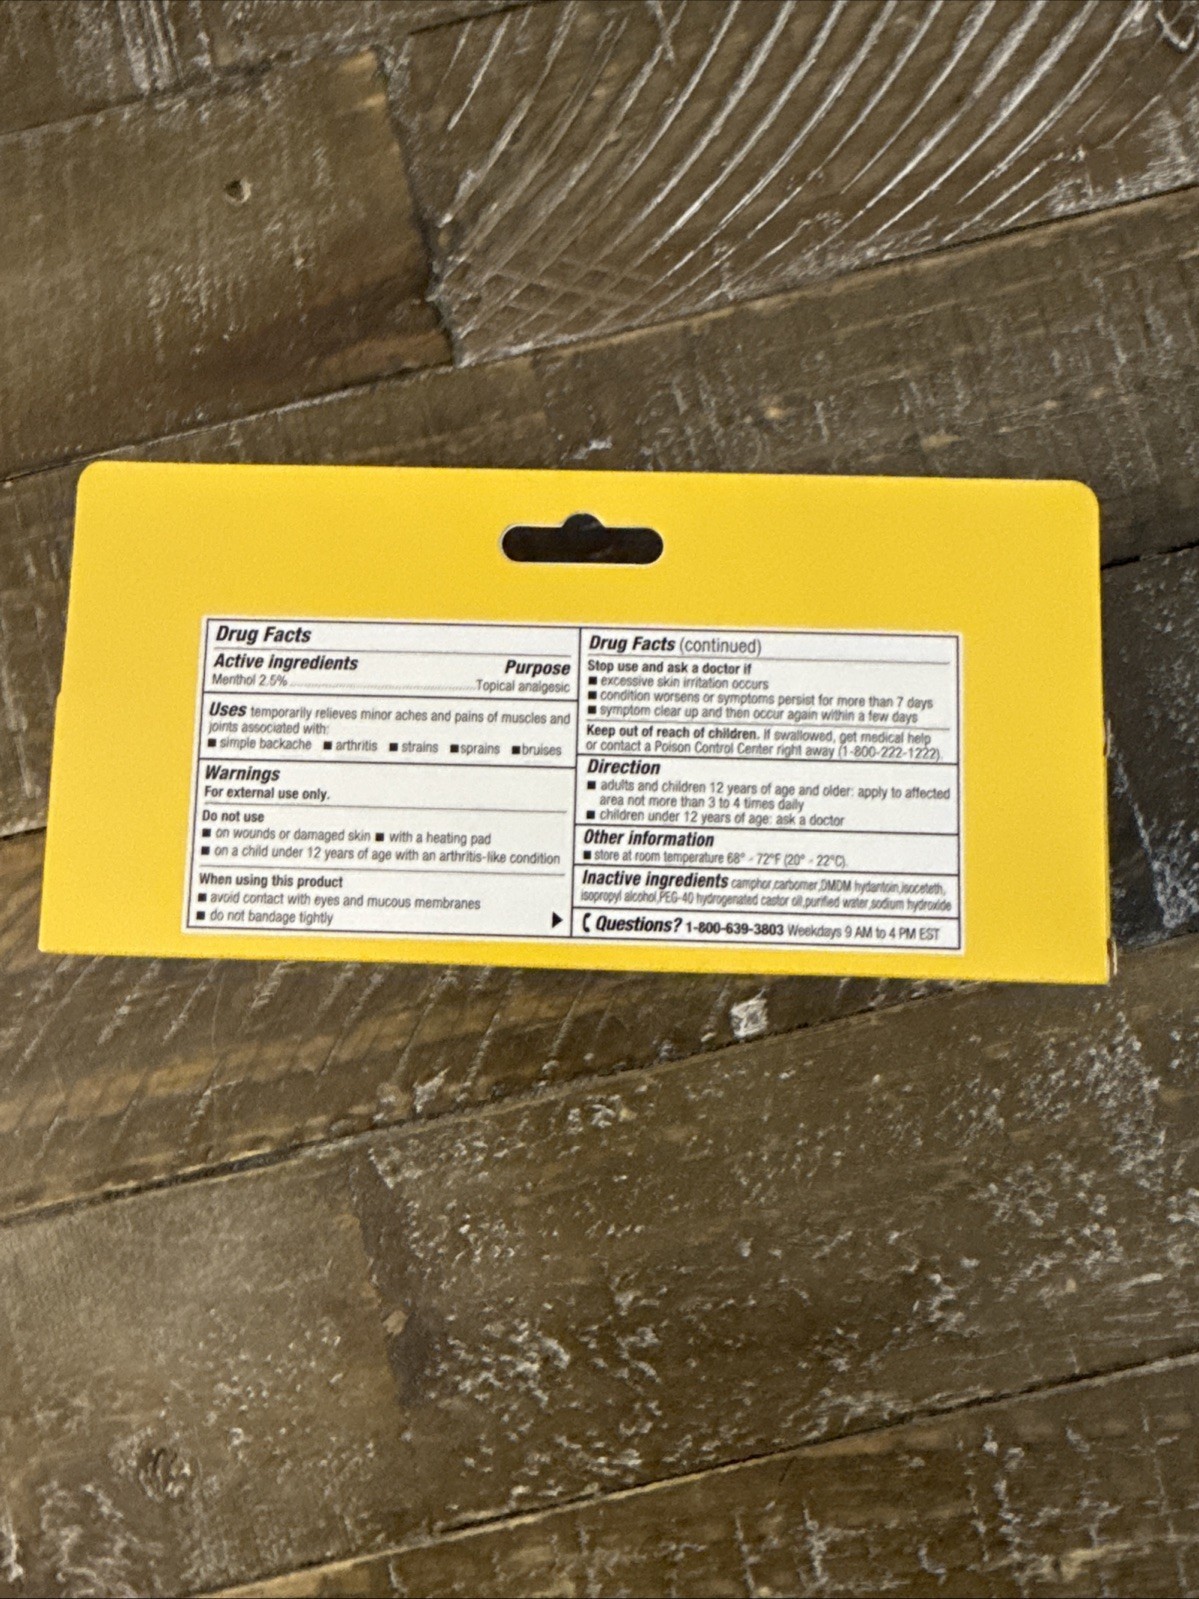 Drug Facts
Active ingredients Purpose
Menthol 2.5% Topical analgesic
Uses temporarily relieves minor aches and pains of muscles and
joints associated with:
■ simple backache ■ arthritis ■ strains ■ sprains ■ bruises
Warnings
For external use only.
Do not use
■ on wounds or damaged skin ■ with a heating pad
■ on a child under 12 years of age with an arthritis-like condition
When using this product
■ avoid contact with eyes and mucous membranes
■ do not bandage tightly
Drug Facts (continued)
Stop use and ask a doctor if
■ excessive skin irritation occurs
■ condition worsens or symptoms persist for more than 7 days
■ symptom clear up and then occur again within a few days
Keep out of reach of children. If swallowed, get medical help
or contact a Poison Control Center right away (1-800-222-1222).
Direction
■ adults and children 12 years of age and older: apply to affected
area not more than 3 to 4 times daily
■ children under 12 years of age: ask a doctor
Other information
■ store at room temperature 68° - 72°F (20° - 22°C).
Inactive ingredients camphor,carbomer,DMDM hydantoin,isoceteth,
isopropyl alcohol,PEG-40 hydrogenated castor oil,purified water,sodium hydroxide
Questions? 1-800-639-3803 Weekdays 9 AM to 4 PM EST